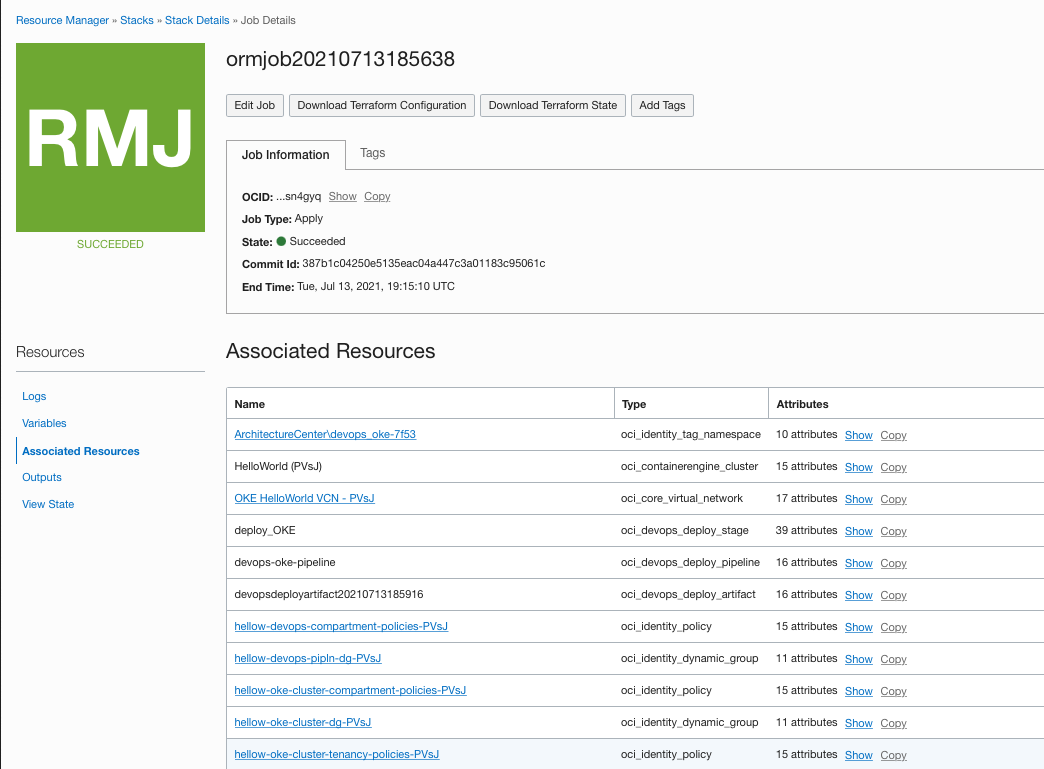 Resource Manager » Stacks » Stack Details » Job Details
RMJ
SUCCEEDED
ormjob20210713185638
Edit Job Download Terraform Configuration Download Terraform State Add Tags
Job Information Tags
OCID: ...sn4gyq Show Copy
Job Type: Apply
State: Succeeded
Commit Id: 387b1c04250e5135eac04a447c3a01183c95061c
End Time: Tue, Jul 13, 2021, 19:15:10 UTC
Resources
Logs
Variables
Associated Resources
Outputs
View State
Associated Resources
Name Type Attributes
ArchitectureCenter\devops_oke-7f53 oci_identity_tag_namespace 10 attributes Show Copy
HelloWorld (PVsJ) oci_containerengine_cluster 15 attributes Show Copy
OKE HelloWorld VCN - PVsJ oci_core_virtual_network 17 attributes Show Copy
deploy_OKE oci_devops_deploy_stage 39 attributes Show Copy
devops-oke-pipeline oci_devops_deploy_pipeline 16 attributes Show Copy
devopsdeployartifact20210713185916 oci_devops_deploy_artifact 16 attributes Show Copy
hellow-devops-compartment-policies-PVsJ oci_identity_policy 15 attributes Show Copy
hellow-devops-pipln-dg-PVsJ oci_identity_dynamic_group 11 attributes Show Copy
hellow-oke-cluster-compartment-policies-PVsJ oci_identity_policy 15 attributes Show Copy
hellow-oke-cluster-dg-PVsJ oci_identity_dynamic_group 11 attributes Show Copy
hellow-oke-cluster-tenancy-policies-PVsJ oci_identity_policy 15 attributes Show Copy